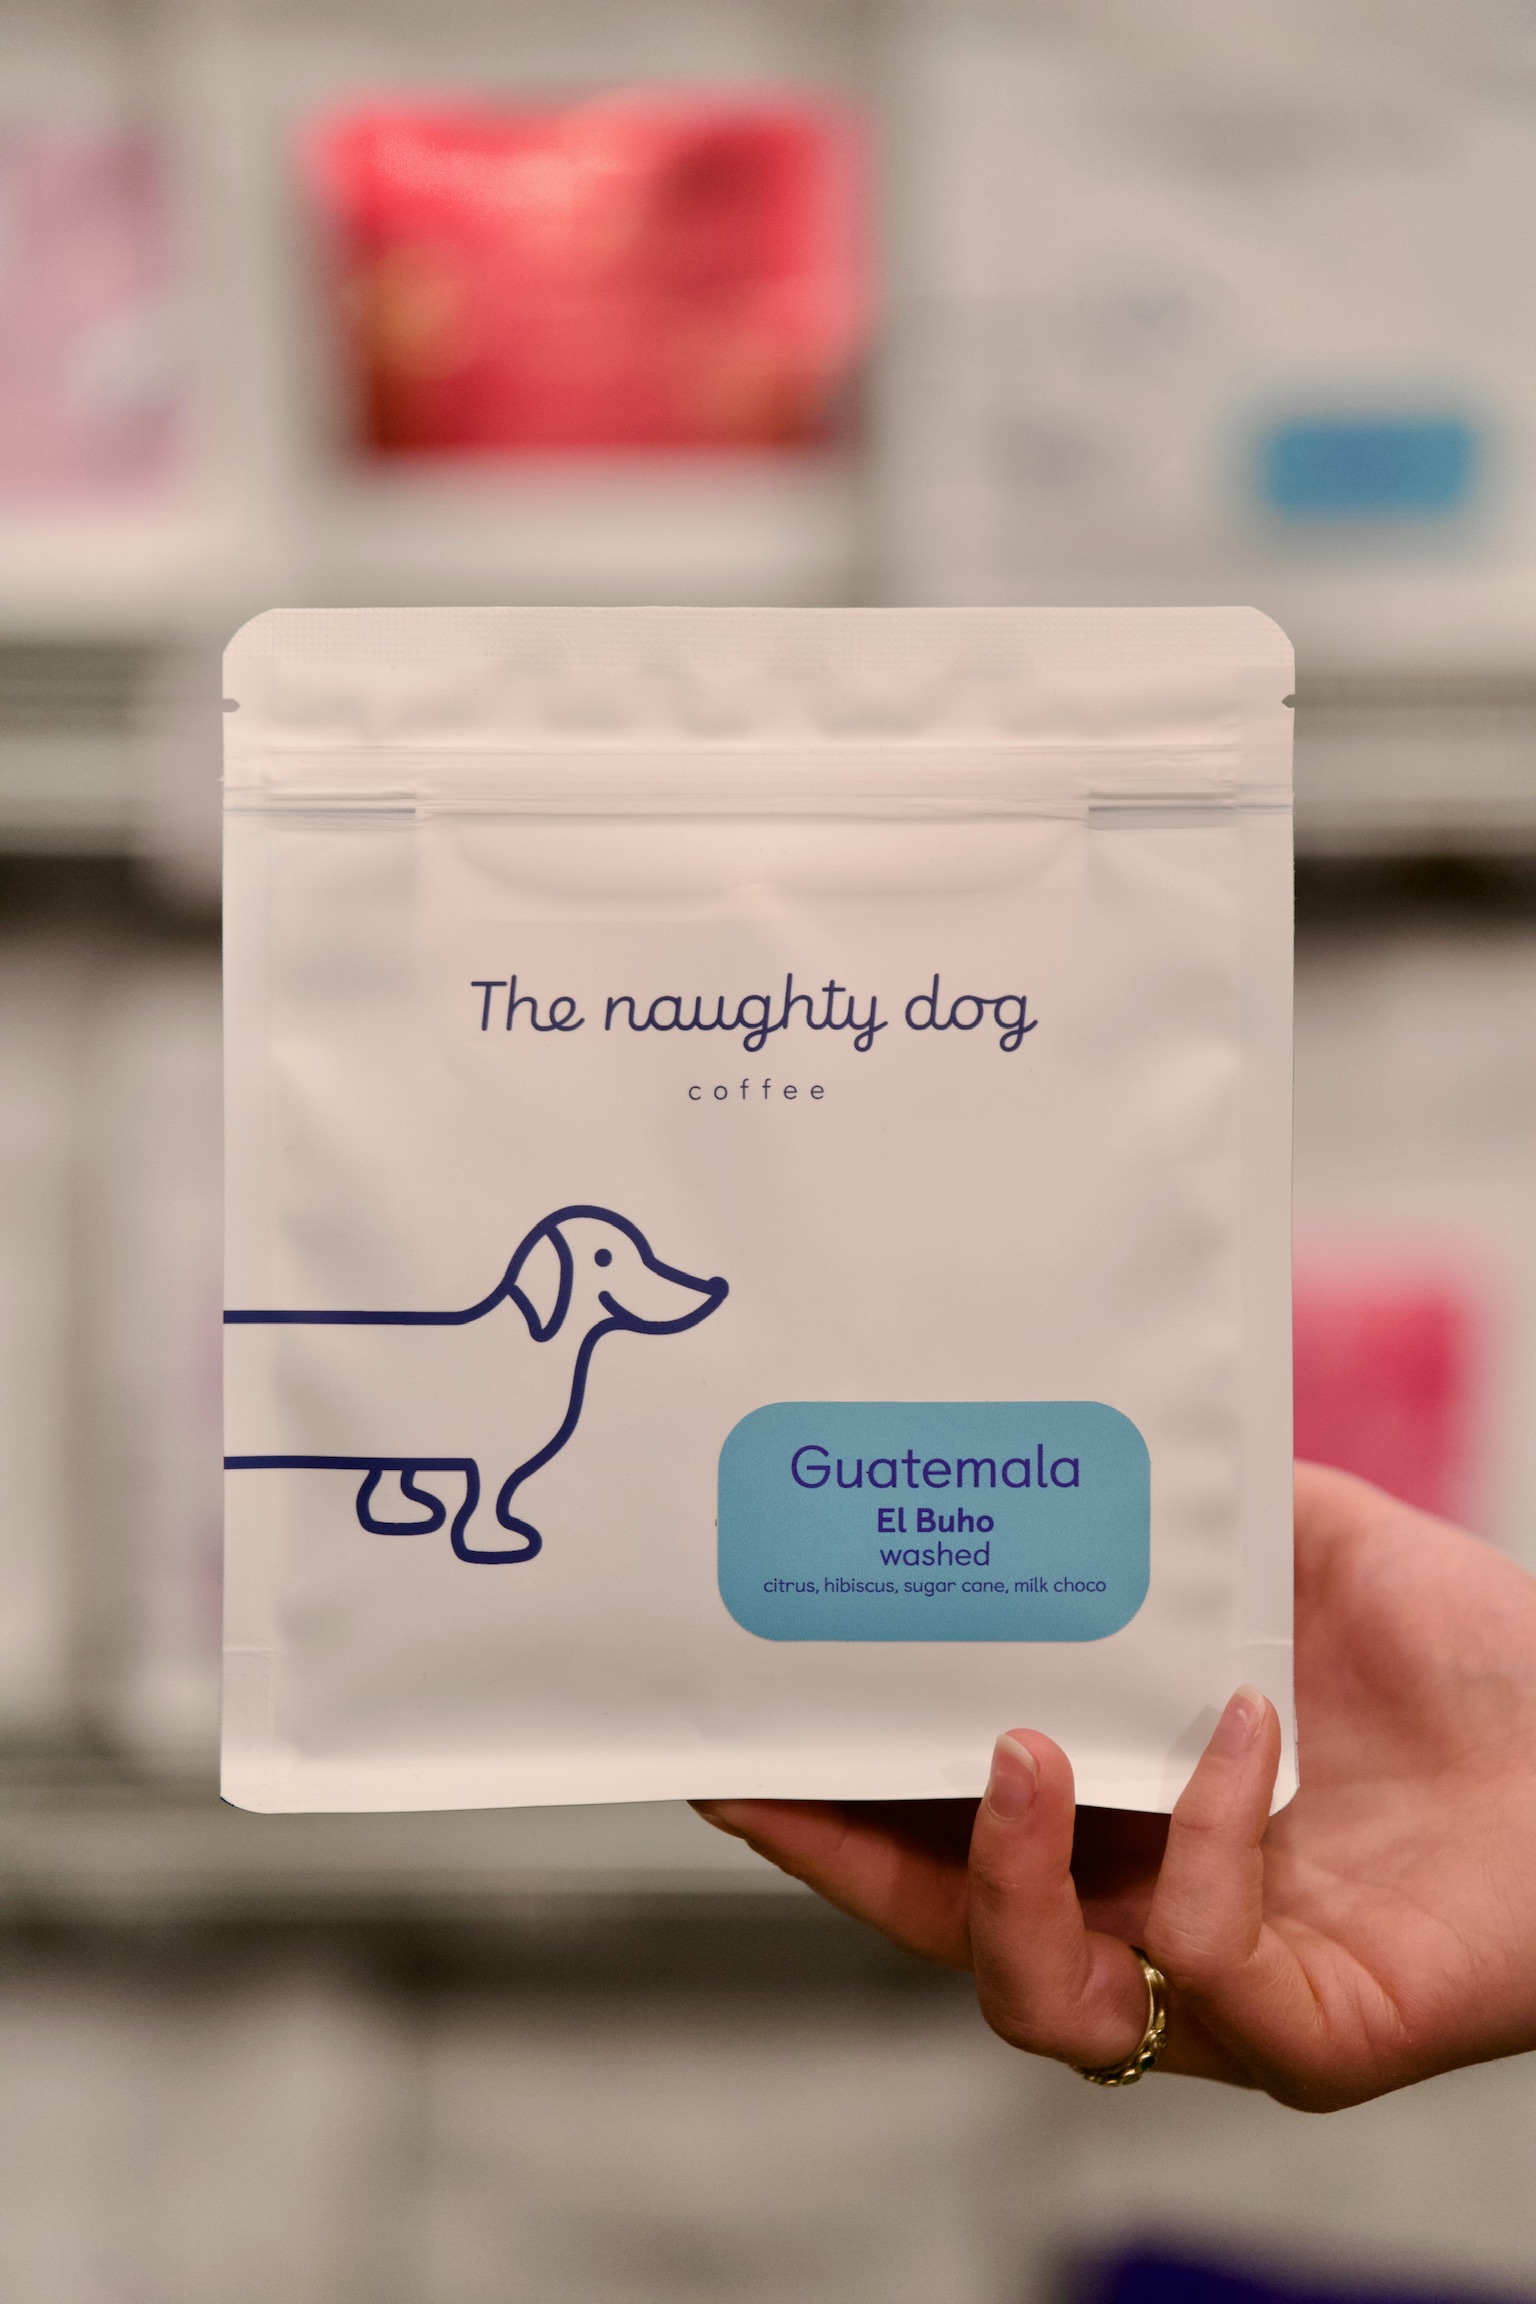 The naughty dog
coffee
Guatemala
El Buho
washed
citrus, hibiscus, sugar cane, milk choco